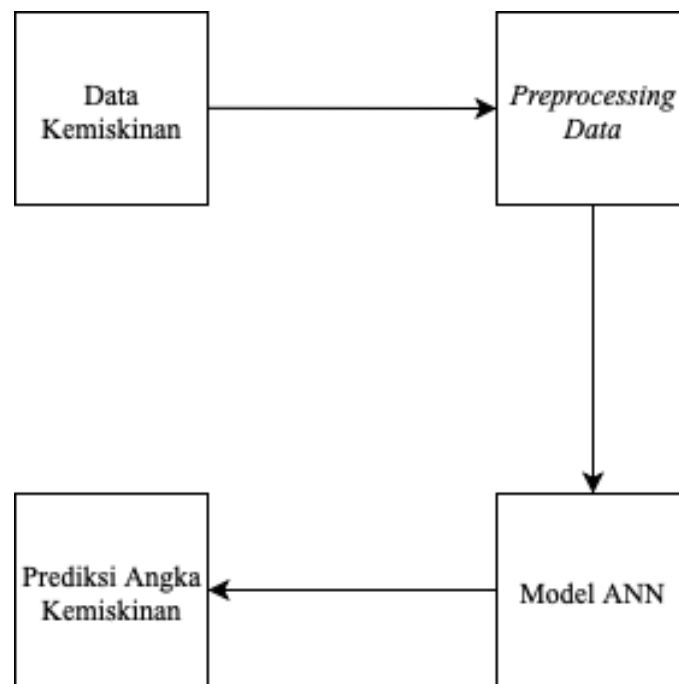 Data
Kemiskinan
Preprocessing
Data
Model ANN
Prediksi Angka
Kemiskinan